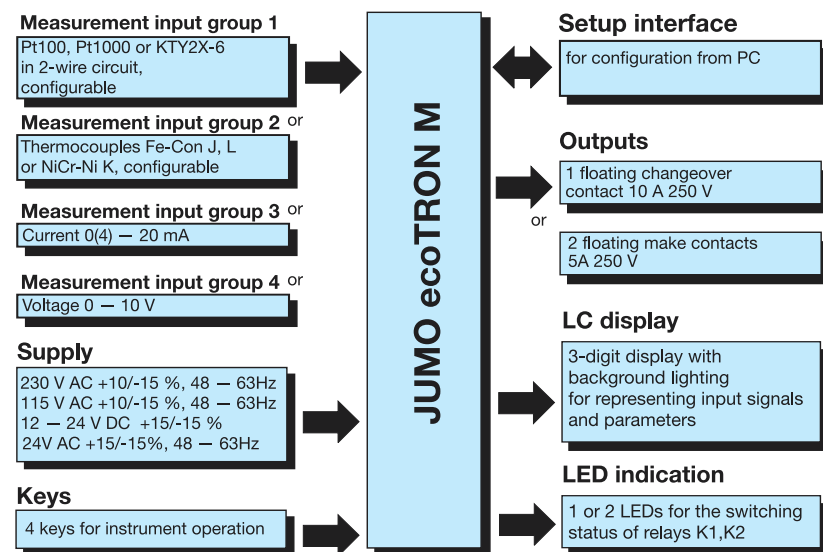 Measurement input group 1
Pt100, Pt1000 or KTY2X-6
in 2-wire circuit,
configurable
Measurement input group 2 or
Thermocouples Fe-Con J, L
or NiCr-Ni K, configurable
Measurement input group 3 or
Current 0(4) — 20 mA
Measurement input group 4 or
Voltage 0 — 10 V
Supply
230 V AC +10/-15 %, 48 — 63Hz
115 V AC +10/-15 %, 48 — 63Hz
12 — 24 V DC +15/-15 %
24V AC +15/-15%, 48 — 63Hz
Keys
4 keys for instrument operation
JUMO ecoTRON M
Setup interface
for configuration from PC
Outputs
1 floating changeover
contact 10 A 250 V
or
2 floating make contacts
5A 250 V
LC display
3-digit display with
background lighting
for representing input signals
and parameters
LED indication
1 or 2 LEDs for the switching
status of relays K1,K2